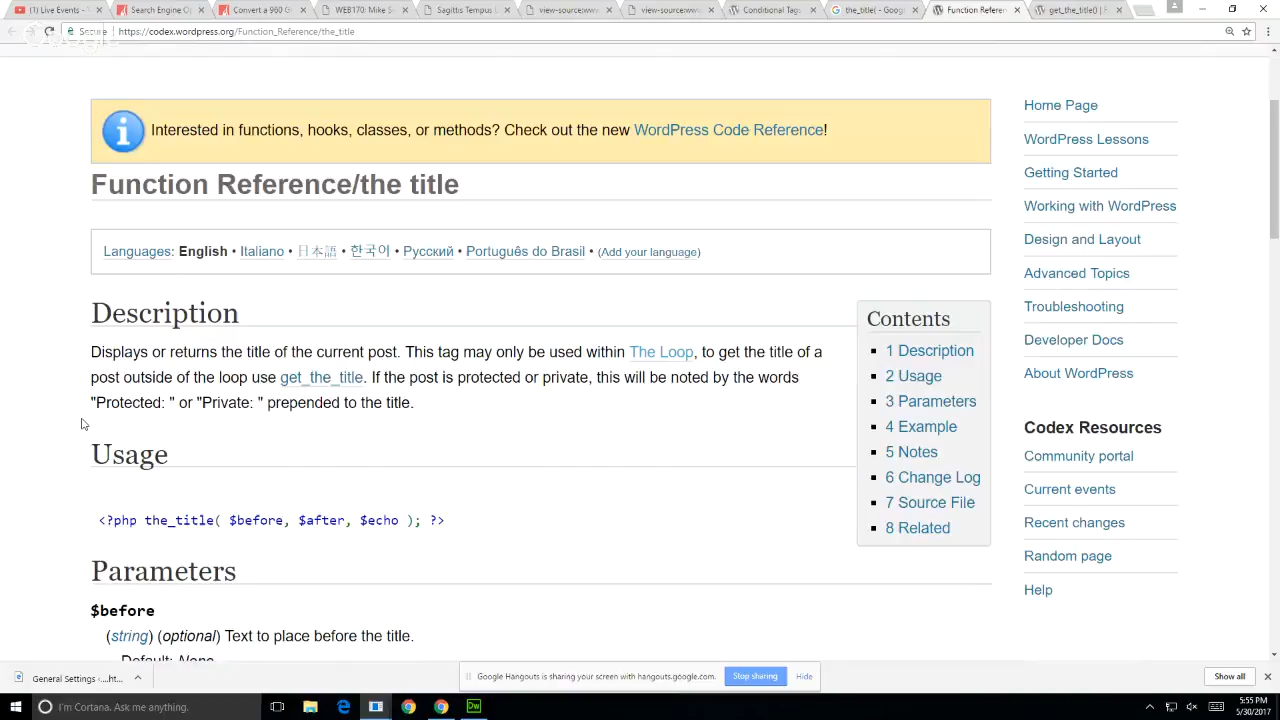 (1) Live Events - Y
Search Engine Op
Convert a 960 G
WEB170: Mike S
Sagittis Tempus L
view-source:www
view-source:www
Conditional Tags
the_title() - Goog
Function Referen
get_the_title() | F
Secure https://codex.wordpress.org/Function_Reference/the_title
Interested in functions, hooks, classes, or methods? Check out the new WordPress Code Reference!
Function Reference/the title
Languages: English • Italiano • 日本語 • 한국어 • Русский • Português do Brasil • (Add your language)
Description
Displays or returns the title of the current post. This tag may only be used within The Loop, to get the title of a
post outside of the loop use get_the_title. If the post is protected or private, this will be noted by the words
"Protected: " or "Private: " prepended to the title.
Usage
<?php the_title( $before, $after, $echo ); ?>
Parameters
$before
(string) (optional) Text to place before the title.
Default: None
Contents
1 Description
2 Usage
3 Parameters
4 Example
5 Notes
6 Change Log
7 Source File
8 Related
Home Page
WordPress Lessons
Getting Started
Working with WordPress
Design and Layout
Advanced Topics
Troubleshooting
Developer Docs
About WordPress
Codex Resources
Community portal
Current events
Recent changes
Random page
Help
General Settings ‹...ht...
Google Hangouts is sharing your screen with hangouts.google.com.
Stop sharing
Hide
Show all
I'm Cortana. Ask me anything.
Dw
5:55 PM
5/30/2017